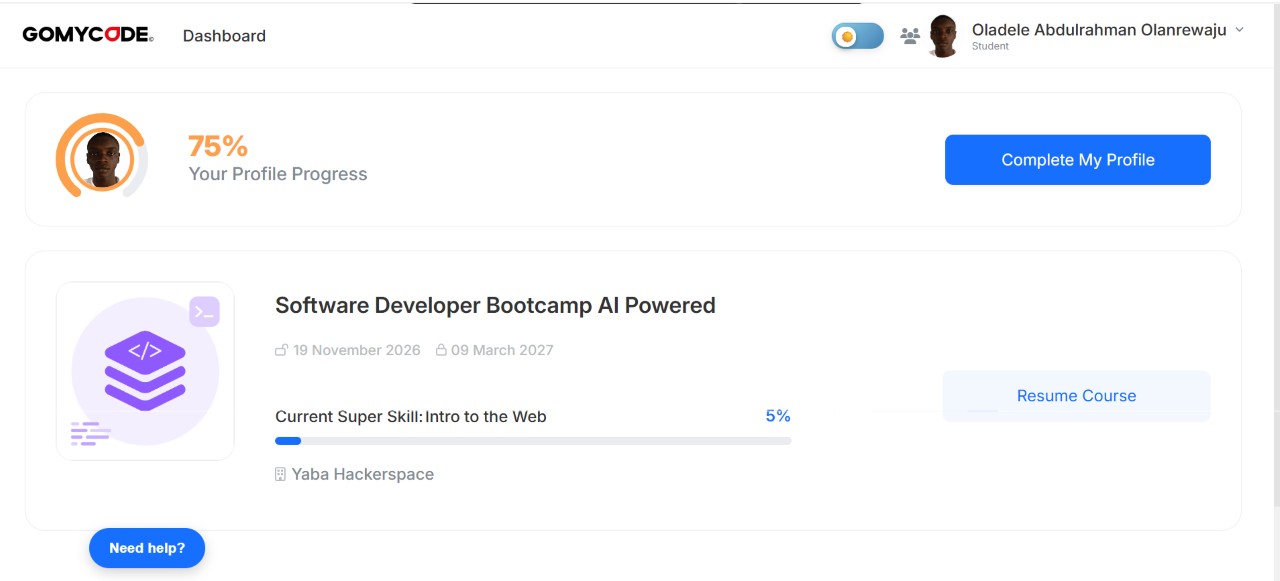 GOMYCODE
Dashboard
Oladele Abdulrahman Olanrewaju
Student
75%
Your Profile Progress
Complete My Profile
Software Developer Bootcamp AI Powered
19 November 2026 09 March 2027
Current Super Skill: Intro to the Web 5%
Resume Course
Yaba Hackerspace
Need help?